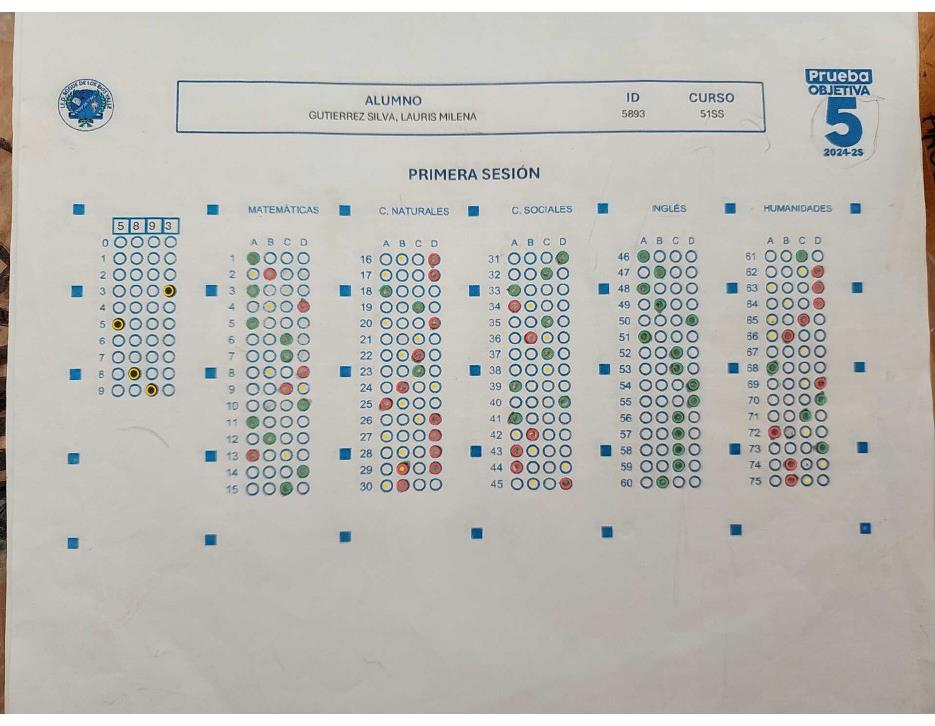 I.E.D. ROQUE DE LOS RIOS VALLE
ALUMNO ID CURSO
GUTIERREZ SILVA, LAURIS MILENA 5893 51SS
Prueba
OBJETIVA
5
2024-2S
PRIMERA SESIÓN
MATEMÁTICAS C. NATURALES C. SOCIALES INGLÉS HUMANIDADES
5 8 9 3
A B C D A B C D A B C D A B C D A B C D
0
1
2
3
4
5
6
7
8
9
1 16 31 46 61
2 17 32 47 62
3 18 33 48 63
4 19 34 49 64
5 20 35 50 65
6 21 36 51 66
7 22 37 52 67
8 23 38 53 68
9 24 39 54 69
10 25 40 55 70
11 26 41 56 71
12 27 42 57 72
13 28 43 58 73
14 29 44 59 74
15 30 45 60 75